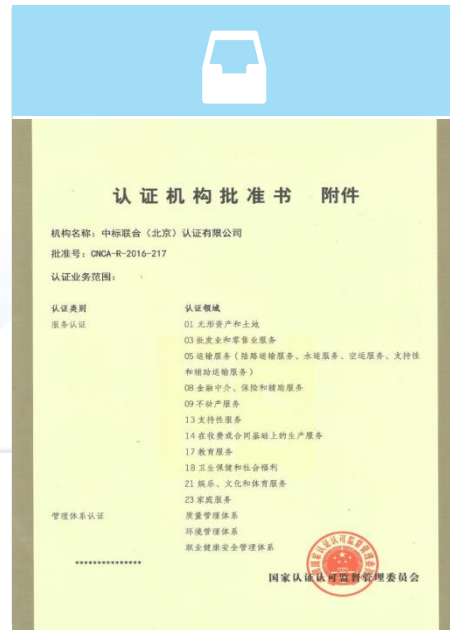 认证机构批准书 附件
机构名称：中标联合（北京）认证有限公司
批准号：CNCA-R-2016-217
认证业务范围：
认证类别 认证领域
服务认证 01 无形资产和土地
03 批发业和零售业服务
05 运输服务（陆路运输服务、水运服务、空运服务、支持性
和辅助运输服务）
08 金融中介、保险和辅助服务
09 不动产服务
13 支持性服务
14 在收费或合同基础上的生产服务
17 教育服务
18 卫生保健和社会福利
21 娱乐、文化和体育服务
23 家庭服务
管理体系认证 质量管理体系
环境管理体系
职业健康安全管理体系
***************
国家认证认可监督管理委员会